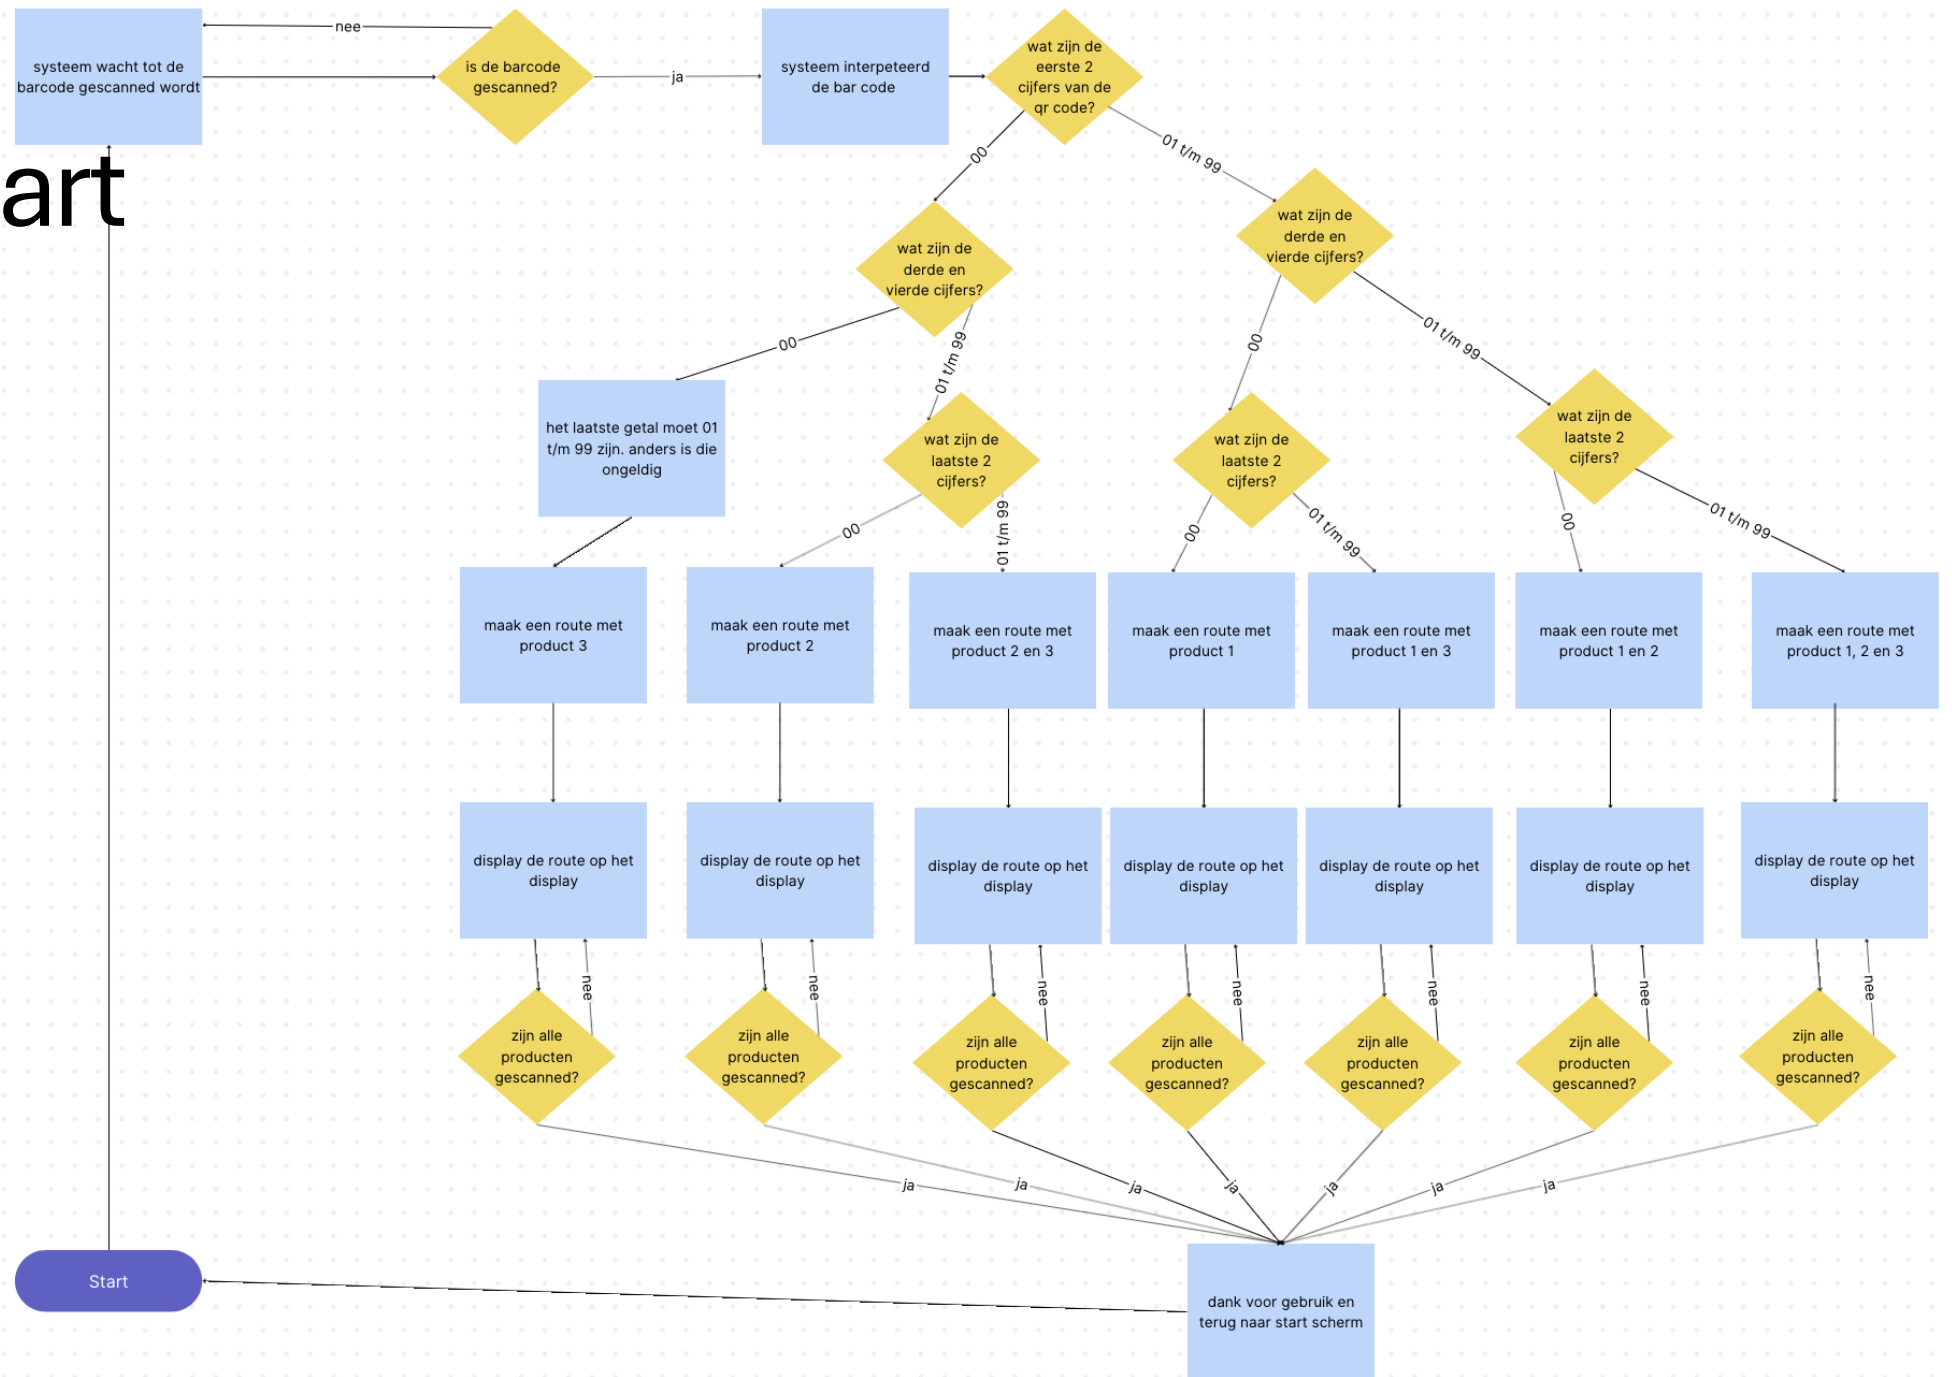 nee
systeem wacht tot de
barcode gescanned wordt
is de barcode
gescanned?
ja
systeem interpeteerd
de bar code
wat zijn de
eerste 2
cijfers van de
qr code?
art
00
01 t/m 99
wat zijn de
derde en
vierde cijfers?
wat zijn de
derde en
vierde cijfers?
00
01 t/m 99
00
01 t/m 99
het laatste getal moet 01
t/m 99 zijn. anders is die
ongeldig
wat zijn de
laatste 2
cijfers?
wat zijn de
laatste 2
cijfers?
wat zijn de
laatste 2
cijfers?
00
01 t/m 99
00
01 t/m 99
00
01 t/m 99
maak een route met
product 3
maak een route met
product 2
maak een route met
product 2 en 3
maak een route met
product 1
maak een route met
product 1 en 3
maak een route met
product 1 en 2
maak een route met
product 1, 2 en 3
display de route op het
display
display de route op het
display
display de route op het
display
display de route op het
display
display de route op het
display
display de route op het
display
display de route op het
display
nee
nee
nee
nee
nee
nee
nee
zijn alle
producten
gescanned?
zijn alle
producten
gescanned?
zijn alle
producten
gescanned?
zijn alle
producten
gescanned?
zijn alle
producten
gescanned?
zijn alle
producten
gescanned?
zijn alle
producten
gescanned?
ja
ja
ja
ja
ja
ja
ja
Start
dank voor gebruik en
terug naar start scherm